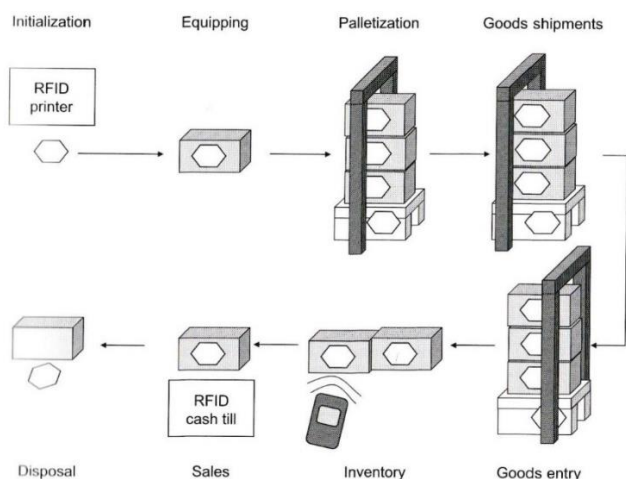 Initialization
Equipping
Palletization
Goods shipments
RFID
printer
RFID
cash till
Disposal
Sales
Inventory
Goods entry